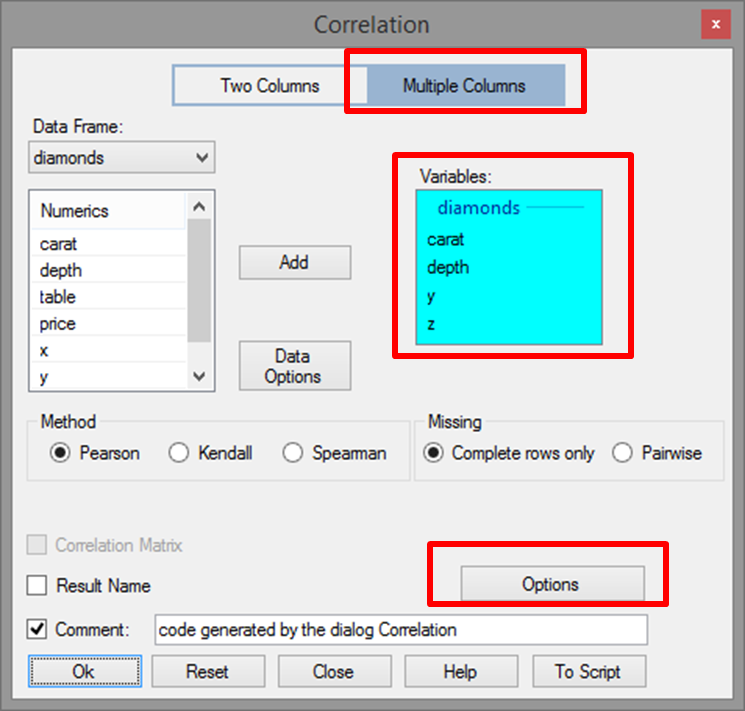 Correlation
x
Two Columns
Multiple Columns
Data Frame:
diamonds
Variables:
Numerics
carat
depth
table
price
x
y
Add
Data
Options
diamonds
carat
depth
y
z
Method
Pearson
Kendall
Spearman
Missing
Complete rows only
Pairwise
Correlation Matrix
Result Name
Options
Comment:
code generated by the dialog Correlation
Ok
Reset
Close
Help
To Script